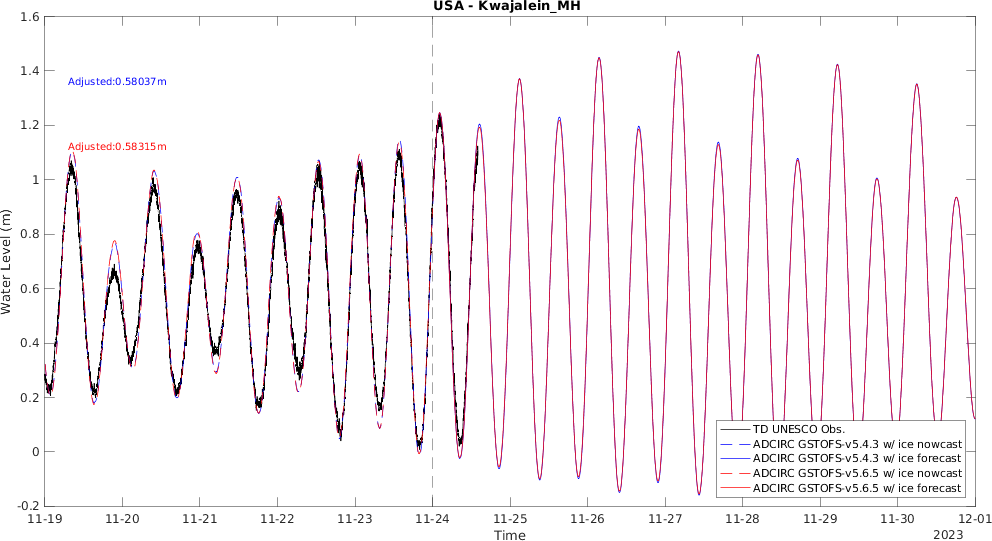 USA - Kwajalein_MH
1.6
1.4
1.2
1
0.8
0.6
0.4
0.2
0
-0.2
Water Level (m)
Adjusted:0.58037m
Adjusted:0.58315m
TD UNESCO Obs.
ADCIRC GSTOFS-v5.4.3 w/ ice nowcast
ADCIRC GSTOFS-v5.4.3 w/ ice forecast
ADCIRC GSTOFS-v5.6.5 w/ ice nowcast
ADCIRC GSTOFS-v5.6.5 w/ ice forecast
11-19 11-20 11-21 11-22 11-23 11-24 11-25 11-26 11-27 11-28 11-29 11-30 12-01
Time
2023